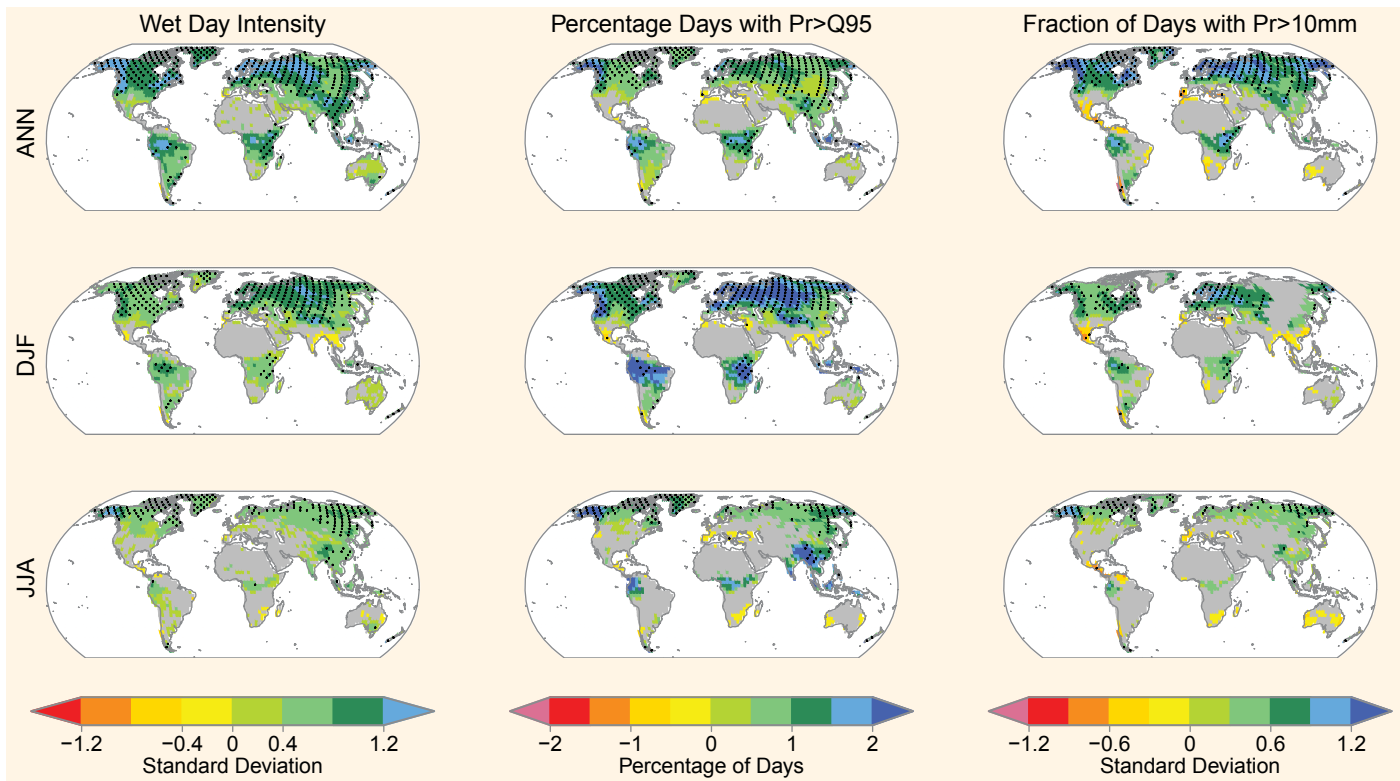 Wet Day Intensity
Percentage Days with Pr>Q95
Fraction of Days with Pr>10mm
ANN
DJF
JJA
−1.2 −0.4 0 0.4 1.2
Standard Deviation
−2 −1 0 1 2
Percentage of Days
−1.2 −0.6 0 0.6 1.2
Standard Deviation